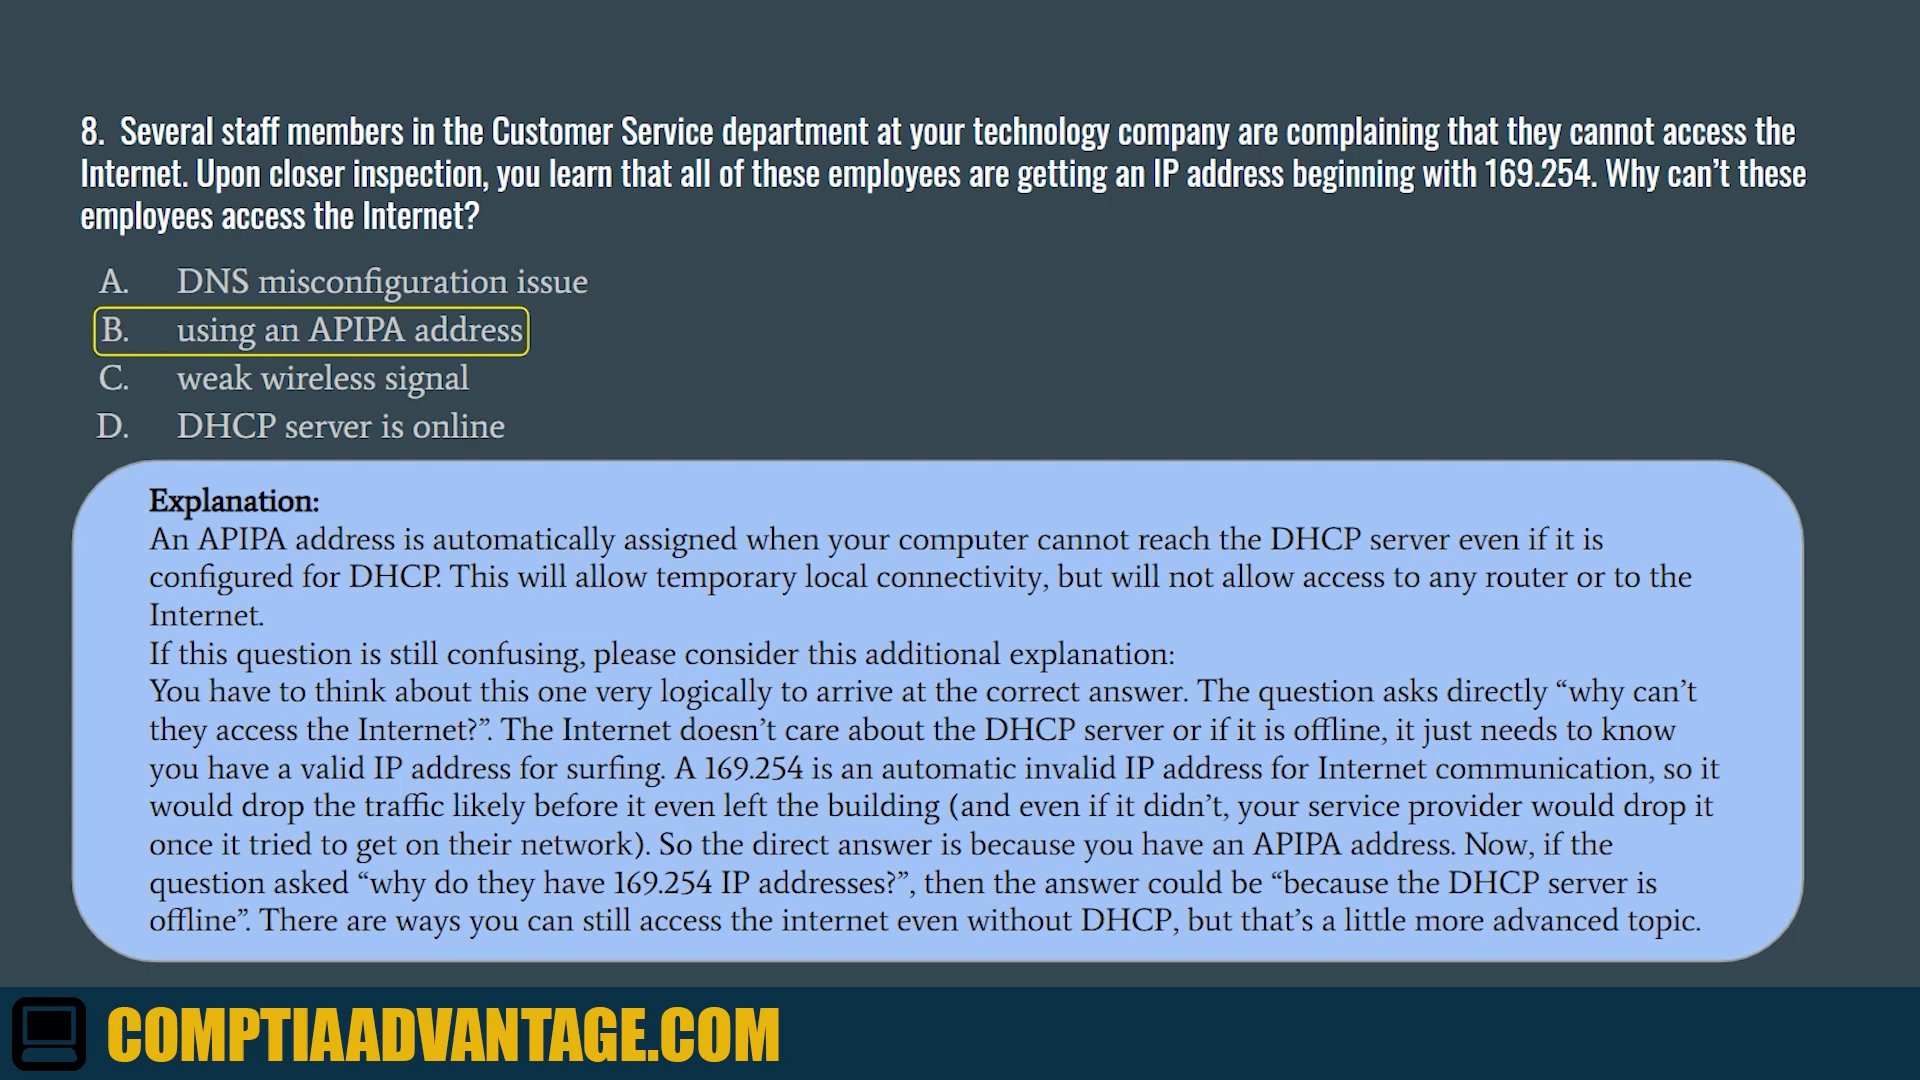 8. Several staff members in the Customer Service department at your technology company are complaining that they cannot access the
Internet. Upon closer inspection, you learn that all of these employees are getting an IP address beginning with 169.254. Why can’t these
employees access the Internet?
A. DNS misconfiguration issue
B. using an APIPA address
C. weak wireless signal
D. DHCP server is online
Explanation:
An APIPA address is automatically assigned when your computer cannot reach the DHCP server even if it is
configured for DHCP. This will allow temporary local connectivity, but will not allow access to any router or to the
Internet.
If this question is still confusing, please consider this additional explanation:
You have to think about this one very logically to arrive at the correct answer. The question asks directly “why can’t
they access the Internet?”. The Internet doesn’t care about the DHCP server or if it is offline, it just needs to know
you have a valid IP address for surfing. A 169.254 is an automatic invalid IP address for Internet communication, so it
would drop the traffic likely before it even left the building (and even if it didn’t, your service provider would drop it
once it tried to get on their network). So the direct answer is because you have an APIPA address. Now, if the
question asked “why do they have 169.254 IP addresses?”, then the answer could be “because the DHCP server is
offline”. There are ways you can still access the internet even without DHCP, but that’s a little more advanced topic.
COMPTIAADVANTAGE.COM